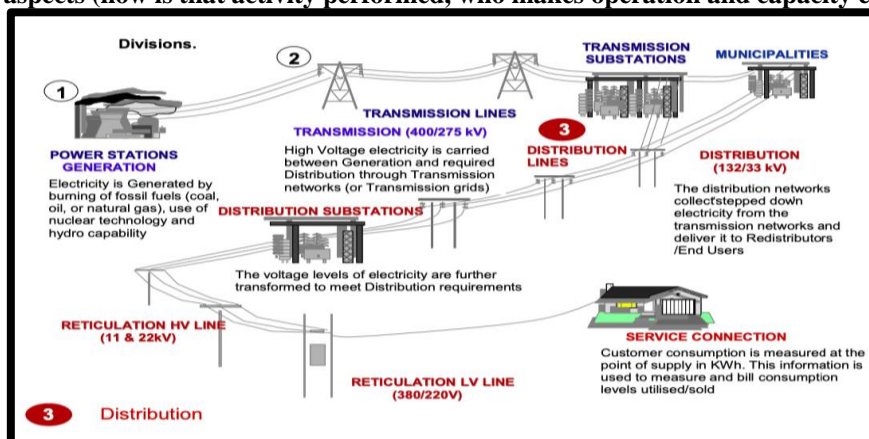 aspects (how is that activity performed, who makes operation and capacity
Divisions.
1
POWER STATIONS
GENERATION
Electricity is Generated by
burning of fossil fuels (coal,
oil, or natural gas), use of
nuclear technology and
hydro capability
2
TRANSMISSION LINES
TRANSMISSION (400/275 kV)
High Voltage electricity is carried
between Generation and required
Distribution through Transmission
networks (or Transmission grids)
TRANSMISSION
SUBSTATIONS
MUNICIPALITIES
3
DISTRIBUTION
LINES
DISTRIBUTION
(132/33 kV)
The distribution networks
collect'stepped down
electricity from the
transmission networks and
deliver it to Redistributors
/End Users
DISTRIBUTION SUBSTATIONS
The voltage levels of electricity are further
transformed to meet Distribution requirements
RETICULATION HV LINE
(11 & 22kV)
RETICULATION LV LINE
(380/220V)
SERVICE CONNECTION
Customer consumption is measured at the
point of supply in KWh. This information is
used to measure and bill consumption
levels utilised/sold
3 Distribution